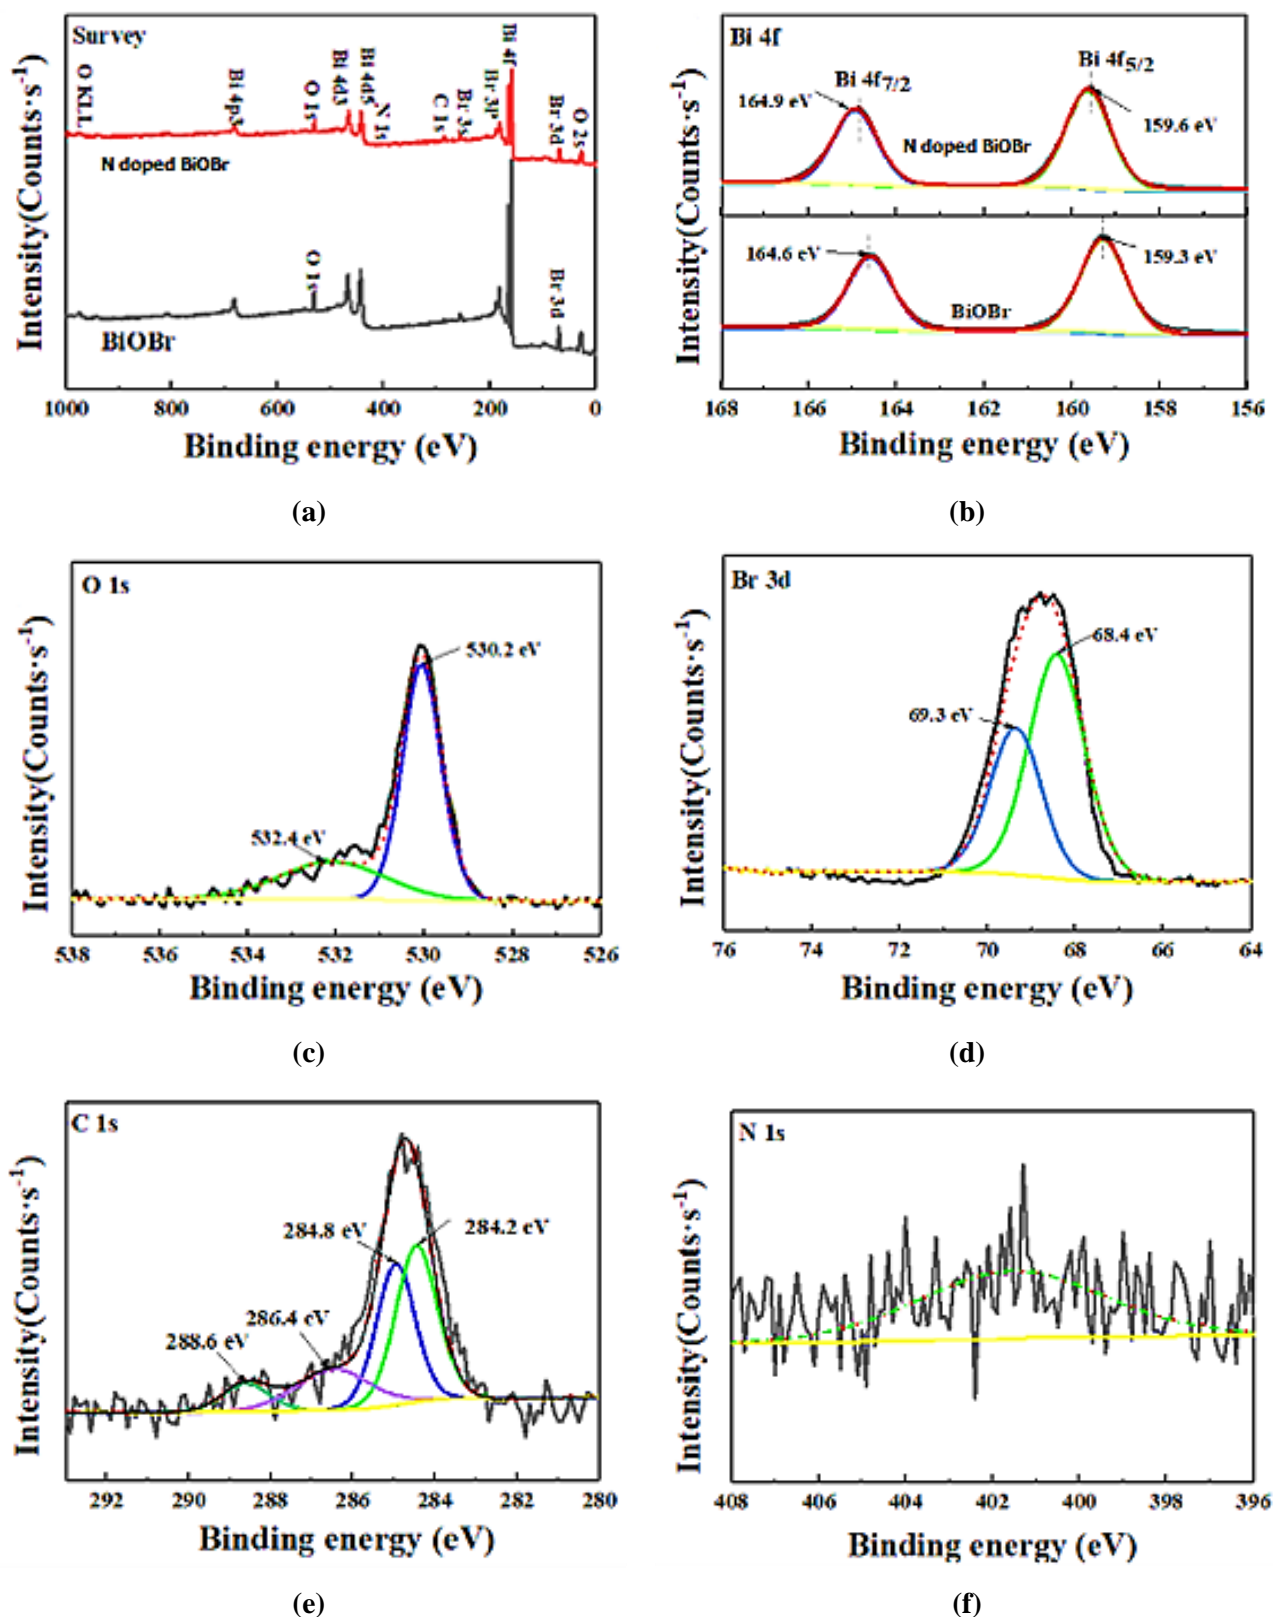 Survey
O KLL
Bi 4p3
O 1s
Bi 4d3
Bi 4d5
N 1s
C 1s
Br 3s
Br 3P
Bi 4f
Br 3d
O 2s
N doped BiOBr
O 1s
Br 3d
BiOBr
Intensity(Counts·s-1)
1000 800 600 400 200 0
Binding energy (eV)
(a)
Bi 4f
Bi 4f7/2
Bi 4f5/2
164.9 eV
159.6 eV
N doped BiOBr
164.6 eV
159.3 eV
BiOBr
Intensity(Counts·s-1)
168 166 164 162 160 158 156
Binding energy (eV)
(b)
O 1s
530.2 eV
532.4 eV
Intensity(Counts·s-1)
538 536 534 532 530 528 526
Binding energy (eV)
(c)
Br 3d
68.4 eV
69.3 eV
Intensity(Counts·s-1)
76 74 72 70 68 66 64
Binding energy (eV)
(d)
C 1s
284.8 eV
284.2 eV
286.4 eV
288.6 eV
Intensity(Counts·s-1)
292 290 288 286 284 282 280
Binding energy (eV)
(e)
N 1s
Intensity(Counts·s-1)
408 406 404 402 400 398 396
Binding energy (eV)
(f)